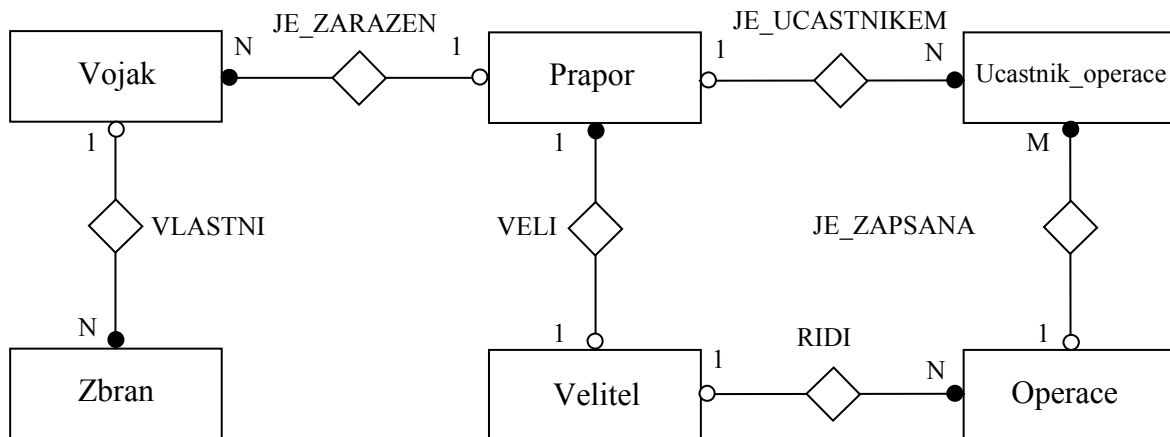 JE_ZARAZEN
JE_UCASTNIKEM
N
1
1
N
Vojak
Prapor
Ucastnik_operace
1
1
M
VLASTNI
VELI
JE_ZAPSANA
N
1
1
RIDI
1
N
Zbran
Velitel
Operace